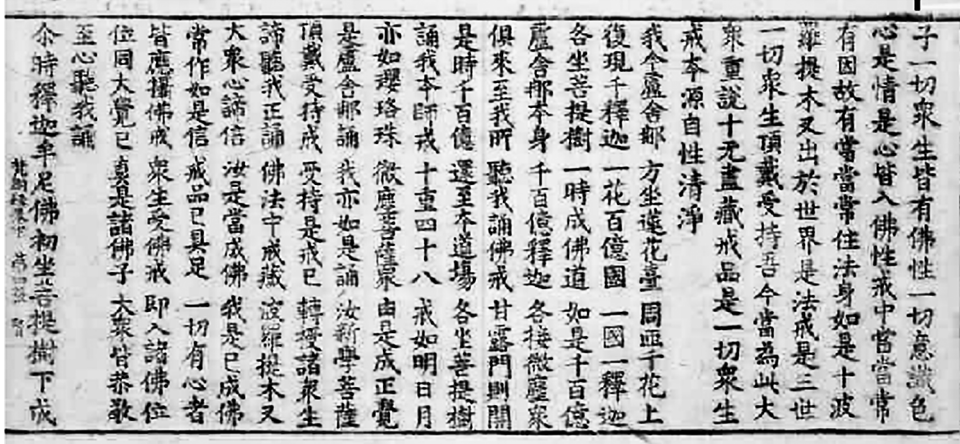 子一切衆生皆有佛性一切意識色
心是情是心皆入佛性戒中當當常
有因故有當當常住法身如是十波
羅提木叉出於世界是法戒是三世
一切衆生頂戴受持吾今當為此大
衆重說十无盡藏戒品是一切衆生
戒本源自性清淨
我今盧舍那 方坐蓮花臺 周匝千花上
復現千釋迦 一花百億國 一國一釋迦
各坐菩提樹 一時成佛道 如是千百億
盧舍那本身 千百億釋迦 各接微塵衆
俱來至我所 聽我誦佛戒 甘露門則開
是時千百億 還至本道場 各坐菩提樹
誦我本師戒 十重四十八 戒如明日月
亦如瓔珞珠 微塵菩薩衆 由是成正覺
是盧舍那誦 我亦如是誦 汝新學菩薩
頂戴受持戒 受持是戒已 轉授諸衆生
諦聽我正誦 佛法中戒藏 波羅提木叉
大衆心諦信 汝是當成佛 我是已成佛
常作如是信 戒品已具足 一切有心者
皆應攝佛戒 衆生受佛戒 即入諸佛位
位同大覺已 真是諸佛子 大衆皆恭敬
至心聽我誦
梵網經 第四
尒時釋迦牟尼佛初坐菩提樹下成